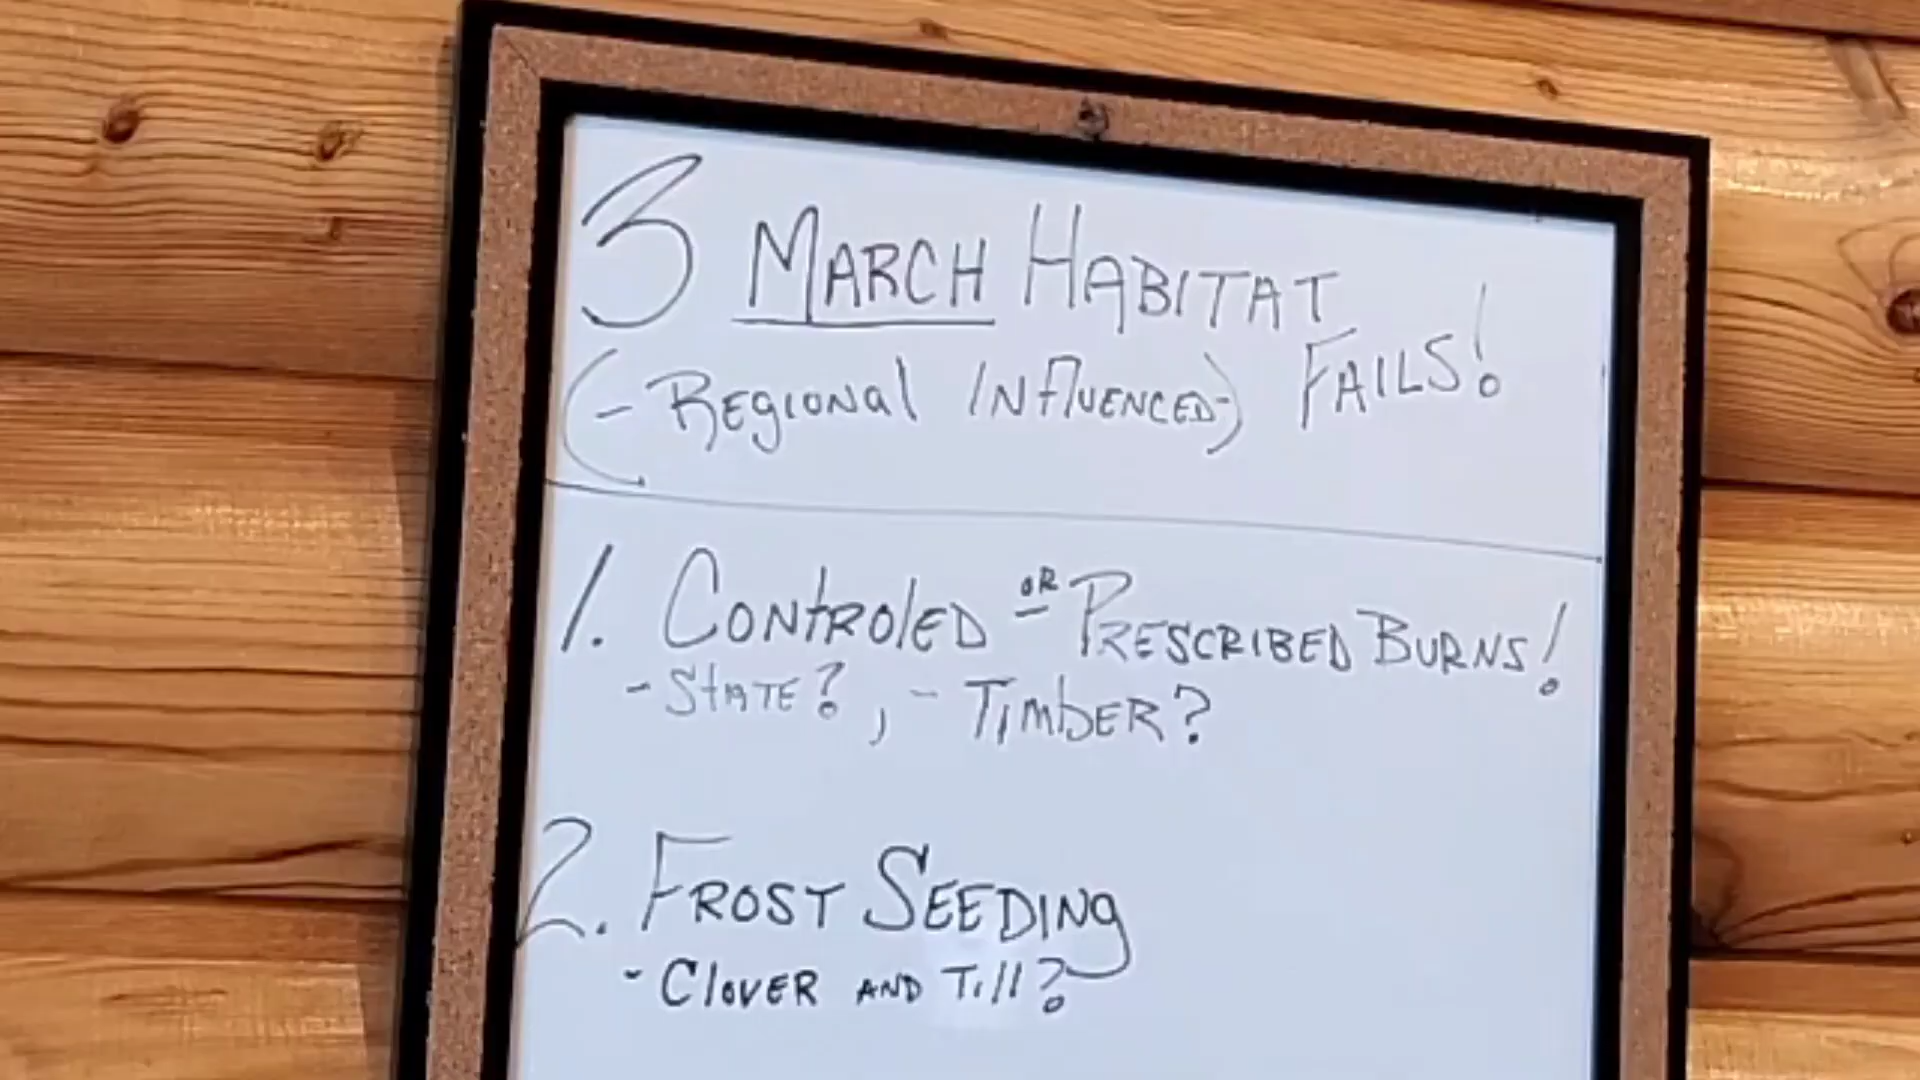 3 MARCH HABITAT
(-REGIONAl INFlUENCED-) FAILS!
1. CONtROlED OR PRESCRIBED BURNS!
- StATE?, - TImbER?
2. FROST SEEDINg
- ClOVER AND Till?